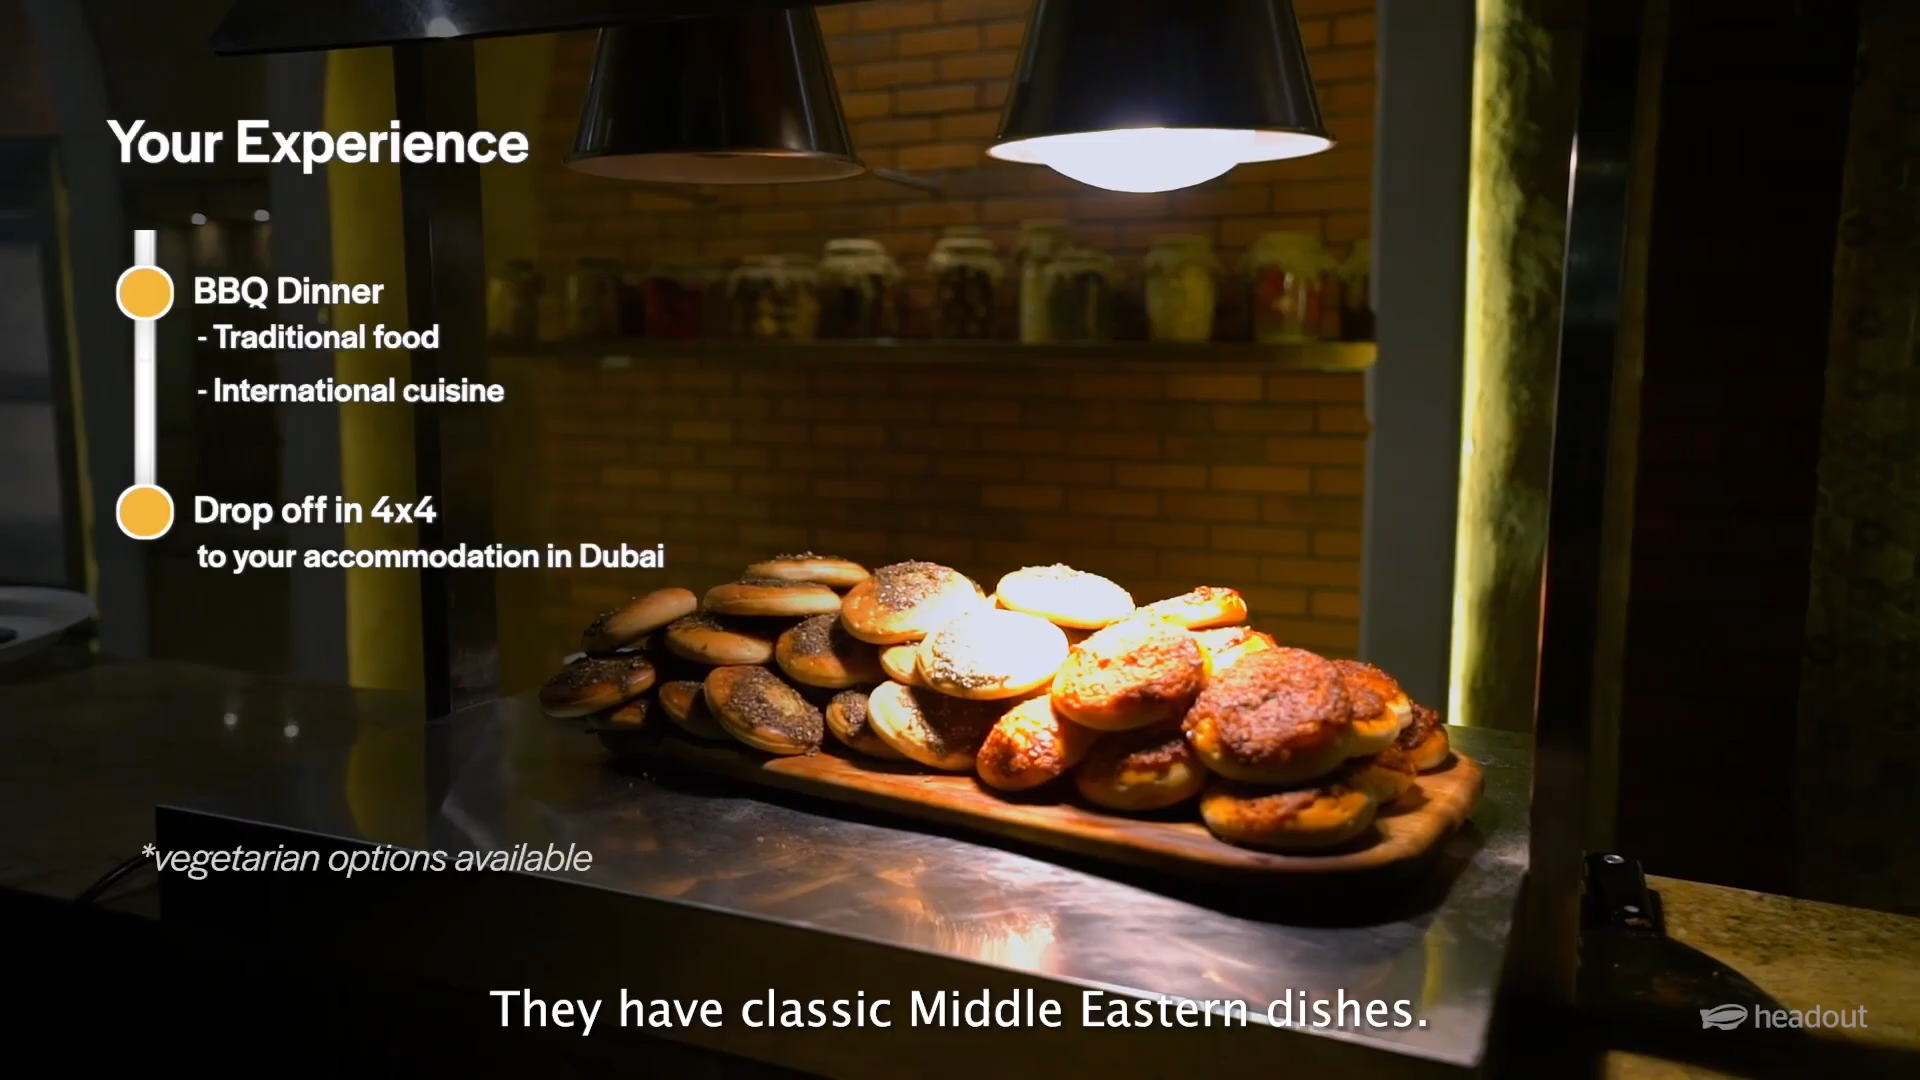 Your Experience
BBQ Dinner
- Traditional food
- International cuisine
Drop off in 4x4
to your accommodation in Dubai
*vegetarian options available
They have classic Middle Eastern dishes.
headout